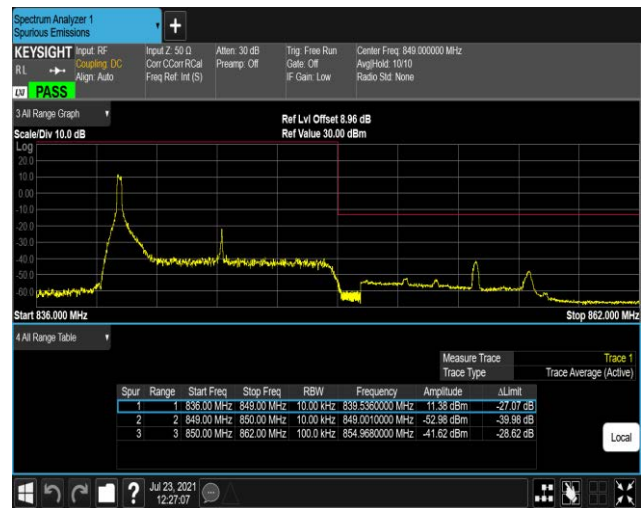 Spectrum Analyzer 1
Spurious Emissions
+
KEYSIGHT Input: RF Input Z: 50 Ω Atten: 30 dB Trig: Free Run Center Freq: 849.000000 MHz
RL Coupling: DC Corr CCorr RCal Preamp: Off Gate: Off Avg|Hold: 10/10
Align: Auto Freq Ref: Int (S) IF Gain: Low Radio Std: None
LXI PASS
3 All Range Graph
Ref Lvl Offset 8.96 dB
Scale/Div 10.0 dB Ref Value 30.00 dBm
Log
20.0
10.0
0.00
-10.0
-20.0
-30.0
-40.0
-50.0
-60.0
Start 836.000 MHz Stop 862.000 MHz
4 All Range Table
Measure Trace Trace 1
Trace Type Trace Average (Active)
Spur Range Start Freq Stop Freq RBW Frequency Amplitude ΔLimit
1 1 836.00 MHz 849.00 MHz 10.00 kHz 839.5360000 MHz 11.38 dBm -27.07 dB
2 2 849.00 MHz 850.00 MHz 10.00 kHz 849.0010000 MHz -52.98 dBm -39.98 dB
3 3 850.00 MHz 862.00 MHz 100.0 kHz 854.9680000 MHz -41.62 dBm -28.62 dB
Local
? Jul 23, 2021
12:27:07